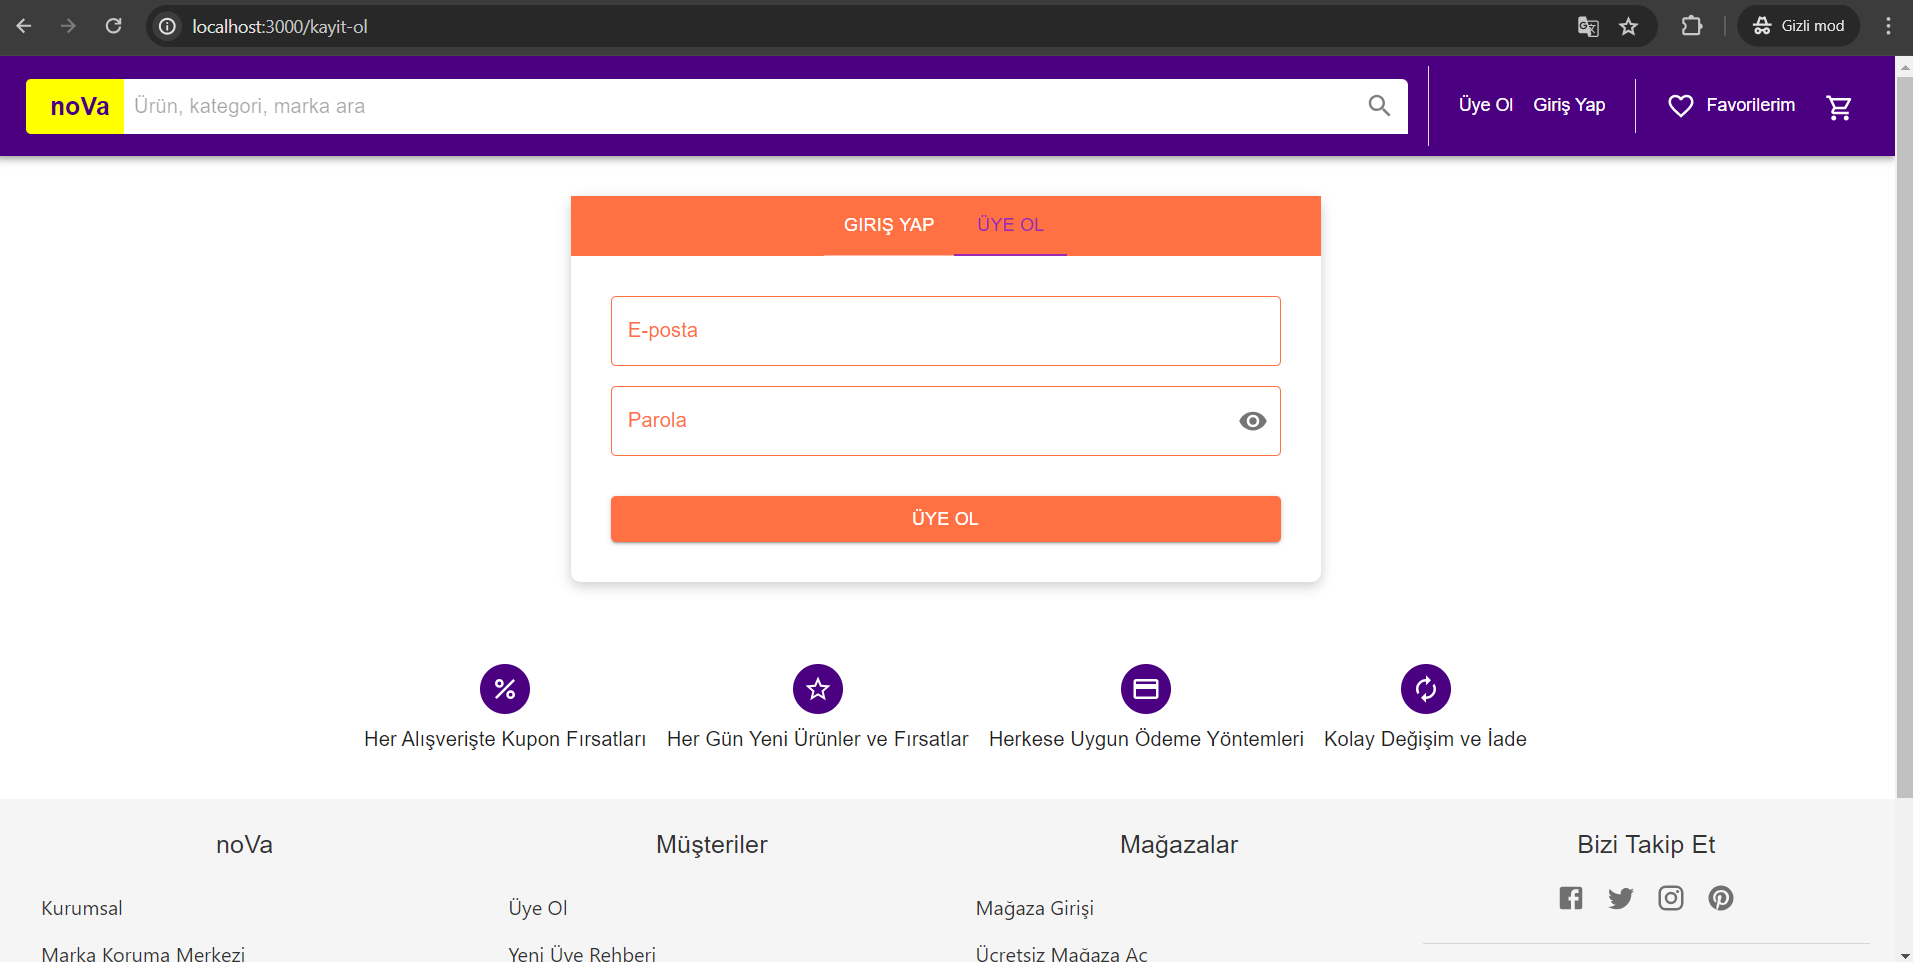 localhost:3000/kayit-ol
Gizli mod
noVa
Ürün, kategori, marka ara
Üye Ol
Giriş Yap
Favorilerim
GIRIŞ YAP
ÜYE OL
E-posta
Parola
ÜYE OL
Her Alışverişte Kupon Fırsatları
Her Gün Yeni Ürünler ve Fırsatlar
Herkese Uygun Ödeme Yöntemleri
Kolay Değişim ve İade
noVa
Müşteriler
Mağazalar
Bizi Takip Et
Kurumsal
Üye Ol
Mağaza Girişi
Marka Koruma Merkezi
Yeni Üye Rehberi
Ücretsiz Mağaza Aç